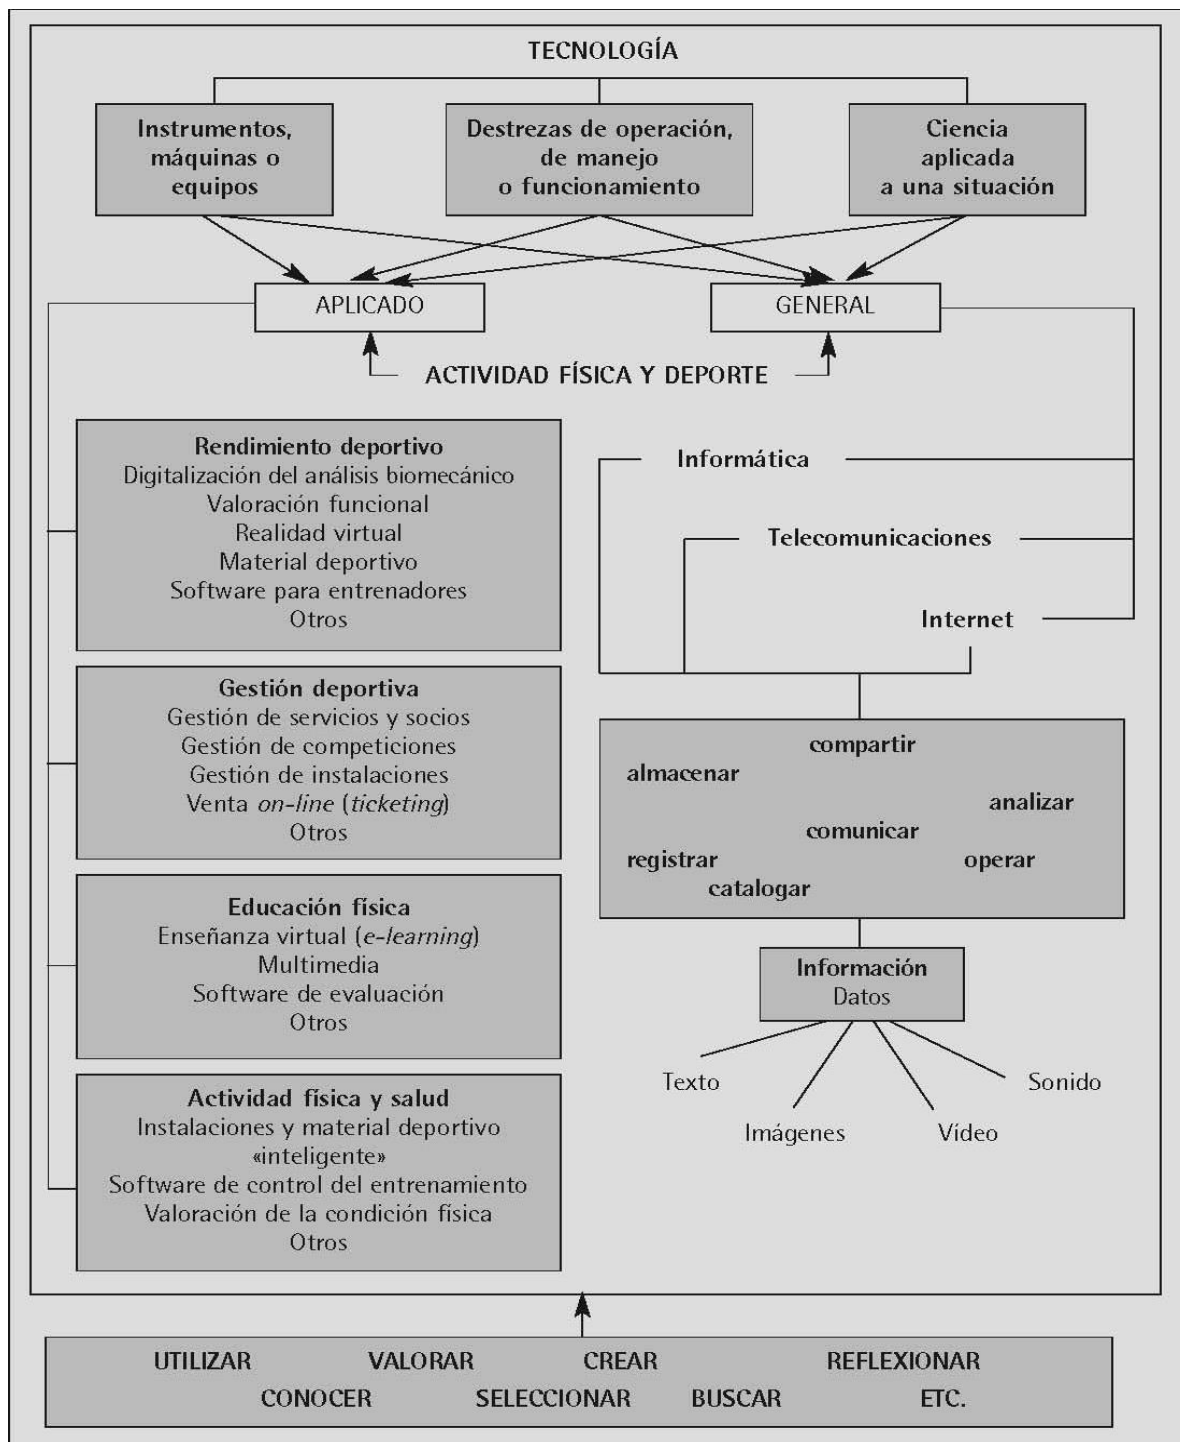 TECNOLOGÍA
Instrumentos,
máquinas o
equipos
Destrezas de operación,
de manejo
o funcionamiento
Ciencia
aplicada
a una situación
APLICADO
GENERAL
ACTIVIDAD FÍSICA Y DEPORTE
Rendimiento deportivo
Digitalización del análisis biomecánico
Valoración funcional
Realidad virtual
Material deportivo
Software para entrenadores
Otros
Gestión deportiva
Gestión de servicios y socios
Gestión de competiciones
Gestión de instalaciones
Venta on-line (ticketing)
Otros
Educación física
Enseñanza virtual (e-learning)
Multimedia
Software de evaluación
Otros
Actividad física y salud
Instalaciones y material deportivo
«inteligente»
Software de control del entrenamiento
Valoración de la condición física
Otros
Informática
Telecomunicaciones
Internet
compartir
almacenar
analizar
comunicar
registrar operar
catalogar
Información
Datos
Texto Sonido
Imágenes Vídeo
UTILIZAR VALORAR CREAR REFLEXIONAR
CONOCER SELECCIONAR BUSCAR ETC.